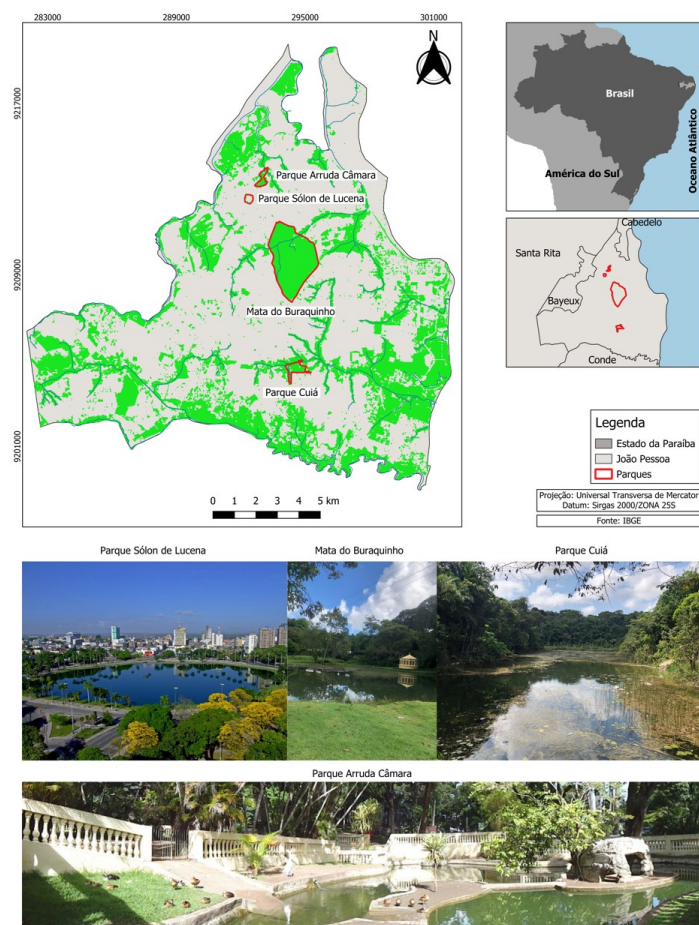 283000
289000
295000
301000
N
9217000
9209000
9201000
Parque Arruda Câmara
Parque Sólon de Lucena
Mata do Buraquinho
Parque Cuiá
0 1 2 3 4 5 km
Brasil
América do Sul
Oceano Atlântico
Cabedelo
Santa Rita
Bayeux
Conde
Legenda
Estado da Paraíba
João Pessoa
Parques
Projeção: Universal Transversa de Mercator
Datum: Sirgas 2000/ZONA 25S
Fonte: IBGE
Parque Sólon de Lucena
Mata do Buraquinho
Parque Cuiá
Parque Arruda Câmara